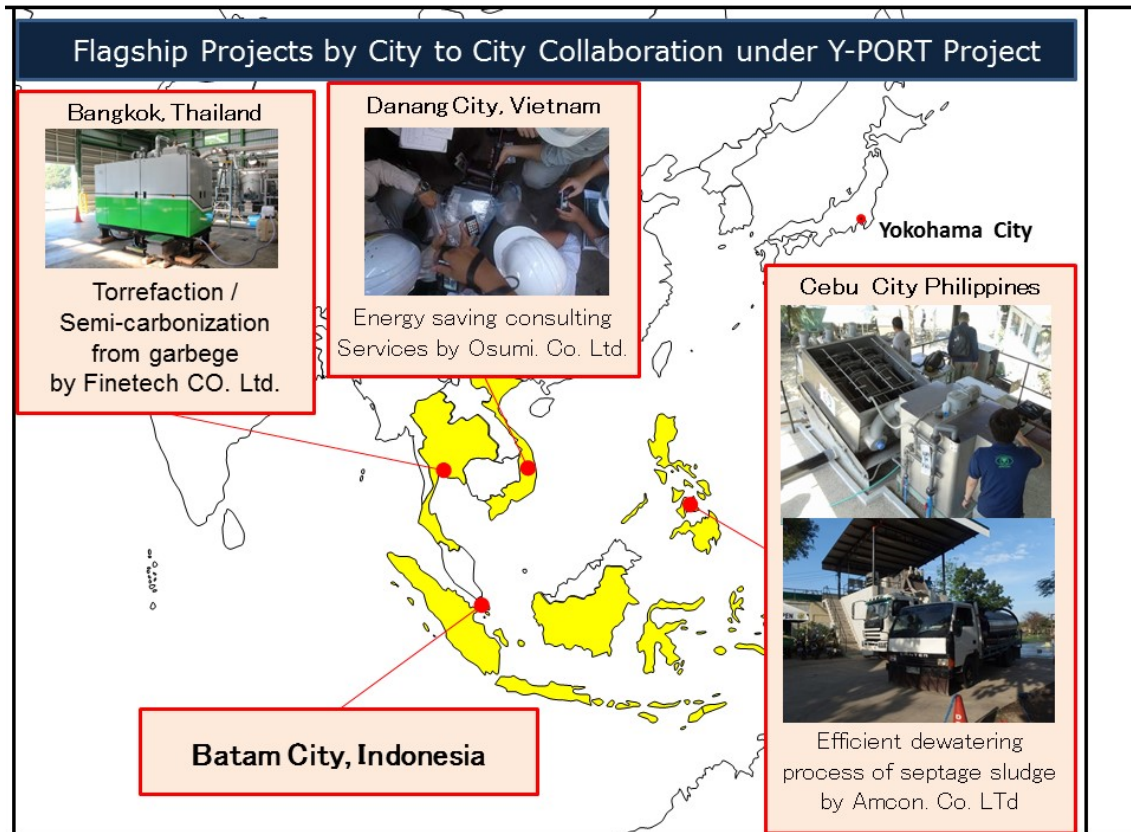 Flagship Projects by City to City Collaboration under Y-PORT Project
Bangkok, Thailand
Torrefaction /
Semi-carbonization
from garbege
by Finetech CO. Ltd.
Danang City, Vietnam
Energy saving consulting
Services by Osumi. Co. Ltd.
Yokohama City
Cebu City Philippines
Efficient dewatering
process of septage sludge
by Amcon. Co. LTd
Batam City, Indonesia